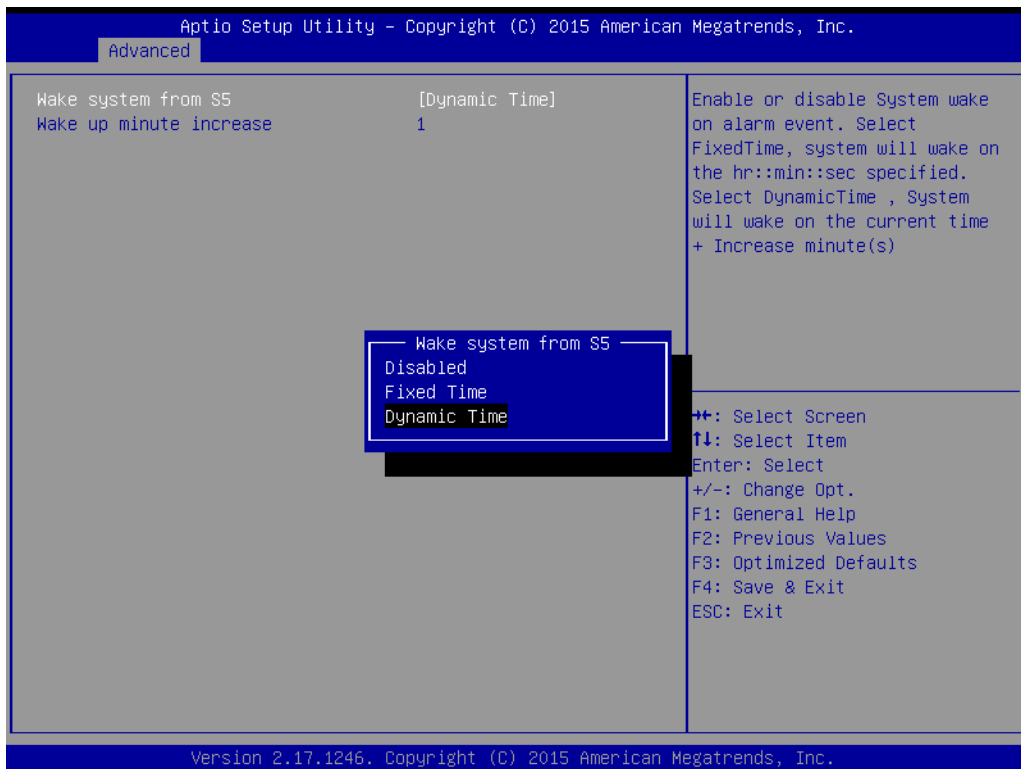 Aptio Setup Utility – Copyright (C) 2015 American Megatrends, Inc.
Advanced
Wake system from S5 [Dynamic Time]
Wake up minute increase 1
Enable or disable System wake
on alarm event. Select
FixedTime, system will wake on
the hr::min::sec specified.
Select DynamicTime , System
will wake on the current time
+ Increase minute(s)
Wake system from S5
Disabled
Fixed Time
Dynamic Time
→←: Select Screen
↑↓: Select Item
Enter: Select
+/-: Change Opt.
F1: General Help
F2: Previous Values
F3: Optimized Defaults
F4: Save & Exit
ESC: Exit
Version 2.17.1246. Copyright (C) 2015 American Megatrends, Inc.